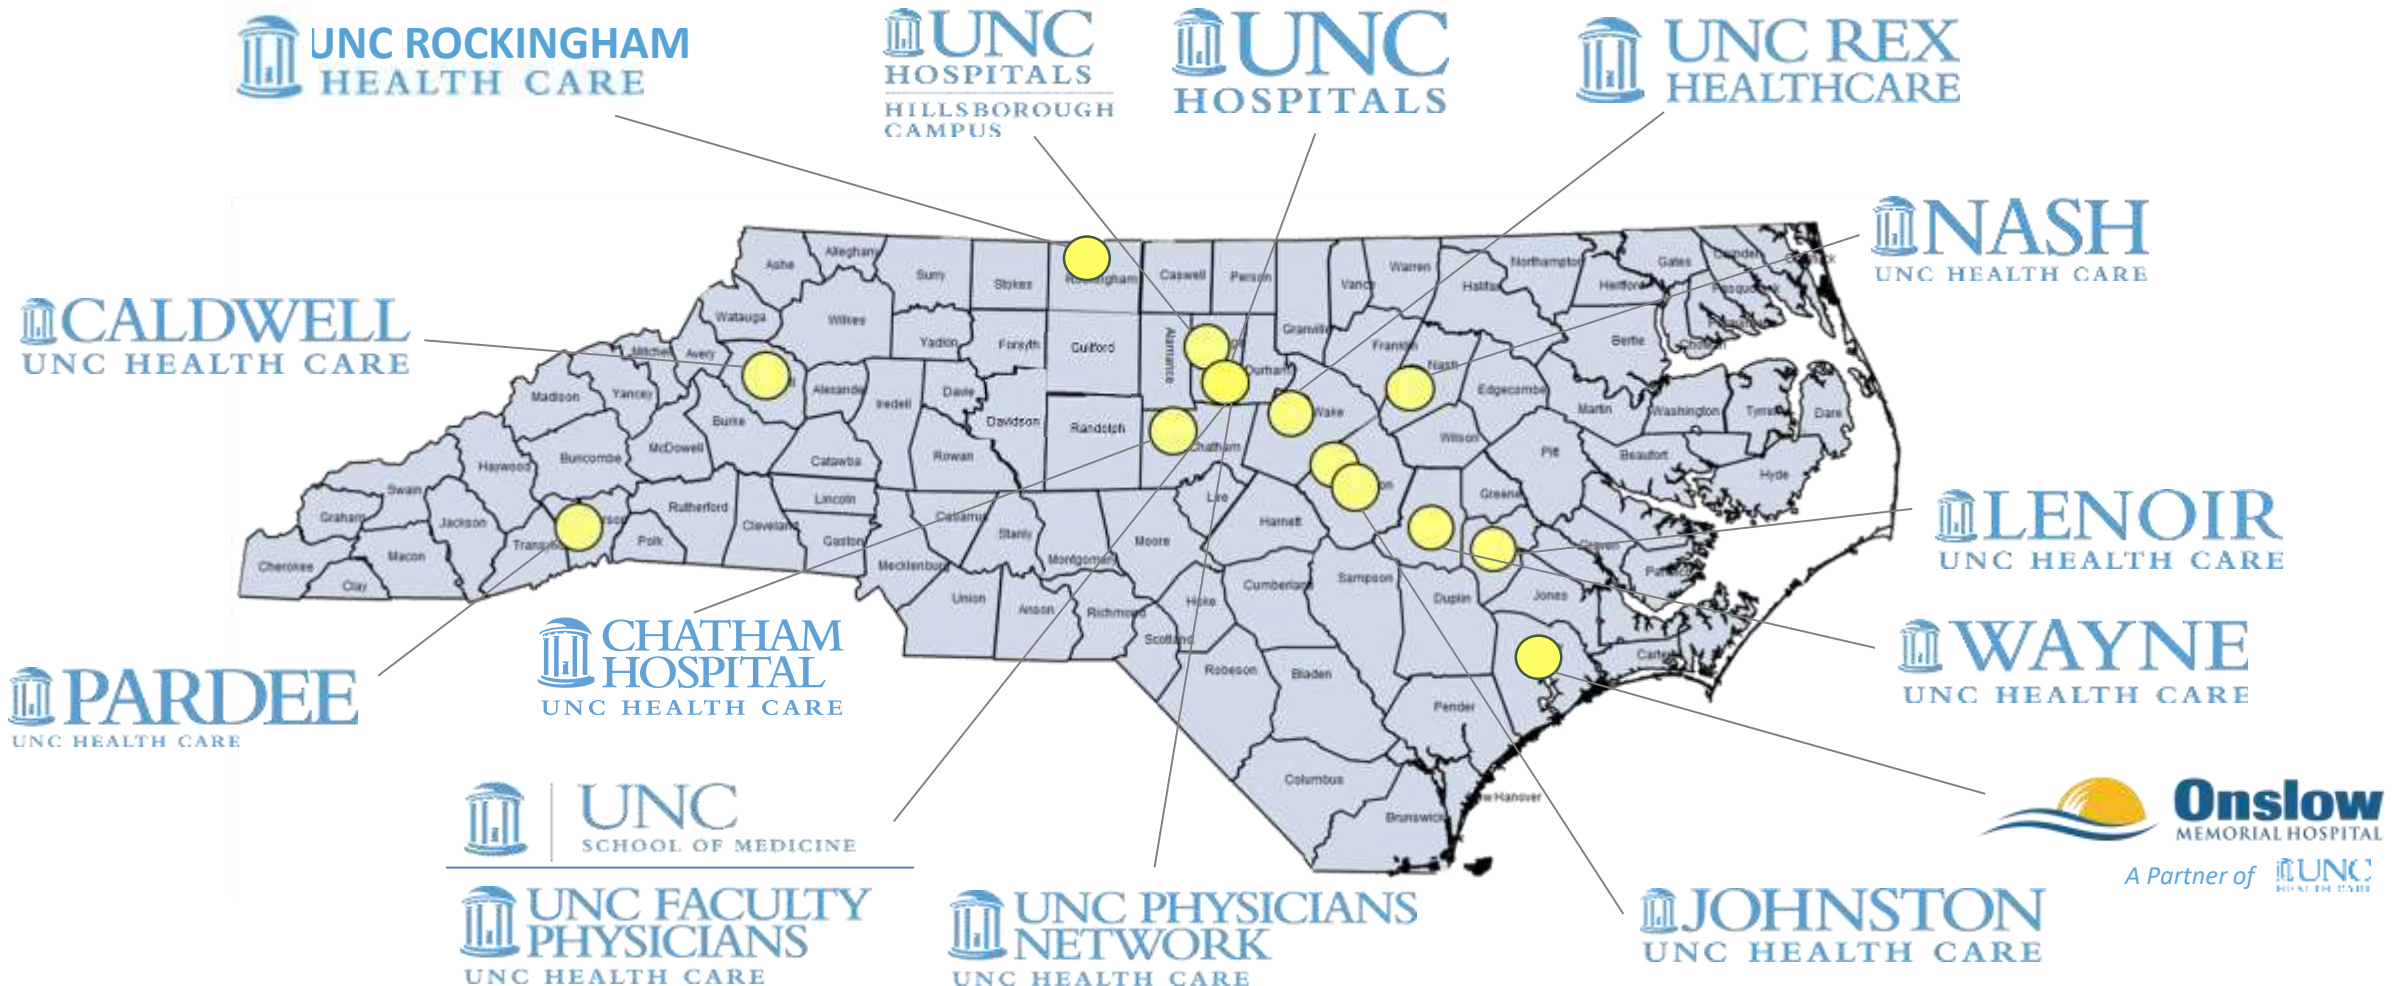 UNC ROCKINGHAM
HEALTH CARE
UNC
HOSPITALS
HILLSBOROUGH
CAMPUS
UNC
HOSPITALS
UNC REX
HEALTHCARE
NASH
UNC HEALTH CARE
CALDWELL
UNC HEALTH CARE
Ashe
Alleghany
Surry
Stokes
Caswell
Person
Vance
Warren
Northampton
Gates
Halifax
Watauga
Wilkes
Yadkin
Forsyth
Guilford
Alamance
Granville
Franklin
Nash
Bertie
Mitchell
Avery
Durham
Madison
Yancey
Alexander
Iredell
Davie
Davidson
Randolph
Wake
Edgecombe
Martin
Washington
Dare
Burke
McDowell
Catawba
Rowan
Chatham
Wilson
Pitt
Beaufort
Hyde
Haywood
Buncombe
Swain
Graham
Jackson
Rutherford
Lincoln
Cleveland
Gaston
Cabarrus
Stanly
Montgomery
Moore
Harnett
Greene
Polk
Macon
Cherokee
Clay
Mecklenburg
Union
Anson
Richmond
Hoke
Cumberland
Sampson
Duplin
Jones
Craven
Scotland
Robeson
Bladen
Pender
Columbus
Brunswick
LENOIR
UNC HEALTH CARE
WAYNE
UNC HEALTH CARE
CHATHAM
HOSPITAL
UNC HEALTH CARE
PARDEE
UNC HEALTH CARE
UNC
SCHOOL OF MEDICINE
UNC FACULTY
PHYSICIANS
UNC HEALTH CARE
UNC PHYSICIANS
NETWORK
UNC HEALTH CARE
JOHNSTON
UNC HEALTH CARE
Onslow
MEMORIAL HOSPITAL
A Partner of UNC
HEALTH CARE